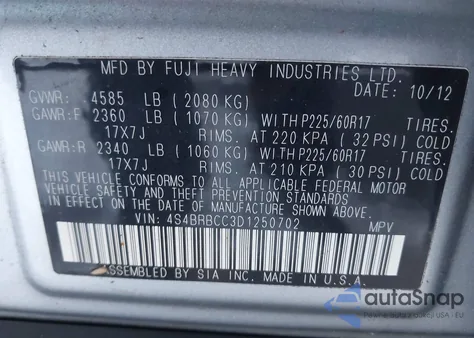 MFD BY FUJI HEAVY INDUSTRIES LTD.
DATE: 10/12
GVWR: 4585 LB (2080 KG)
GAWR:F 2360 LB (1070 KG) WITH P225/60R17 TIRES.
17X7J RIMS. AT 220 KPA (32 PSI) COLD
GAWR:R 2340 LB (1060 KG) WITH P225/60R17 TIRES.
17X7J RIMS. AT 210 KPA (30 PSI) COLD
THIS VEHICLE CONFORMS TO ALL APPLICABLE FEDERAL MOTOR
VEHICLE SAFETY AND THEFT PREVENTION STANDARDS
IN EFFECT ON THE DATE OF MANUFACTURE SHOWN ABOVE.
VIN: 4S4BRBCC3D1250702 MPV
ASSEMBLED BY SIA INC. IN U.S.A.
autoSnap